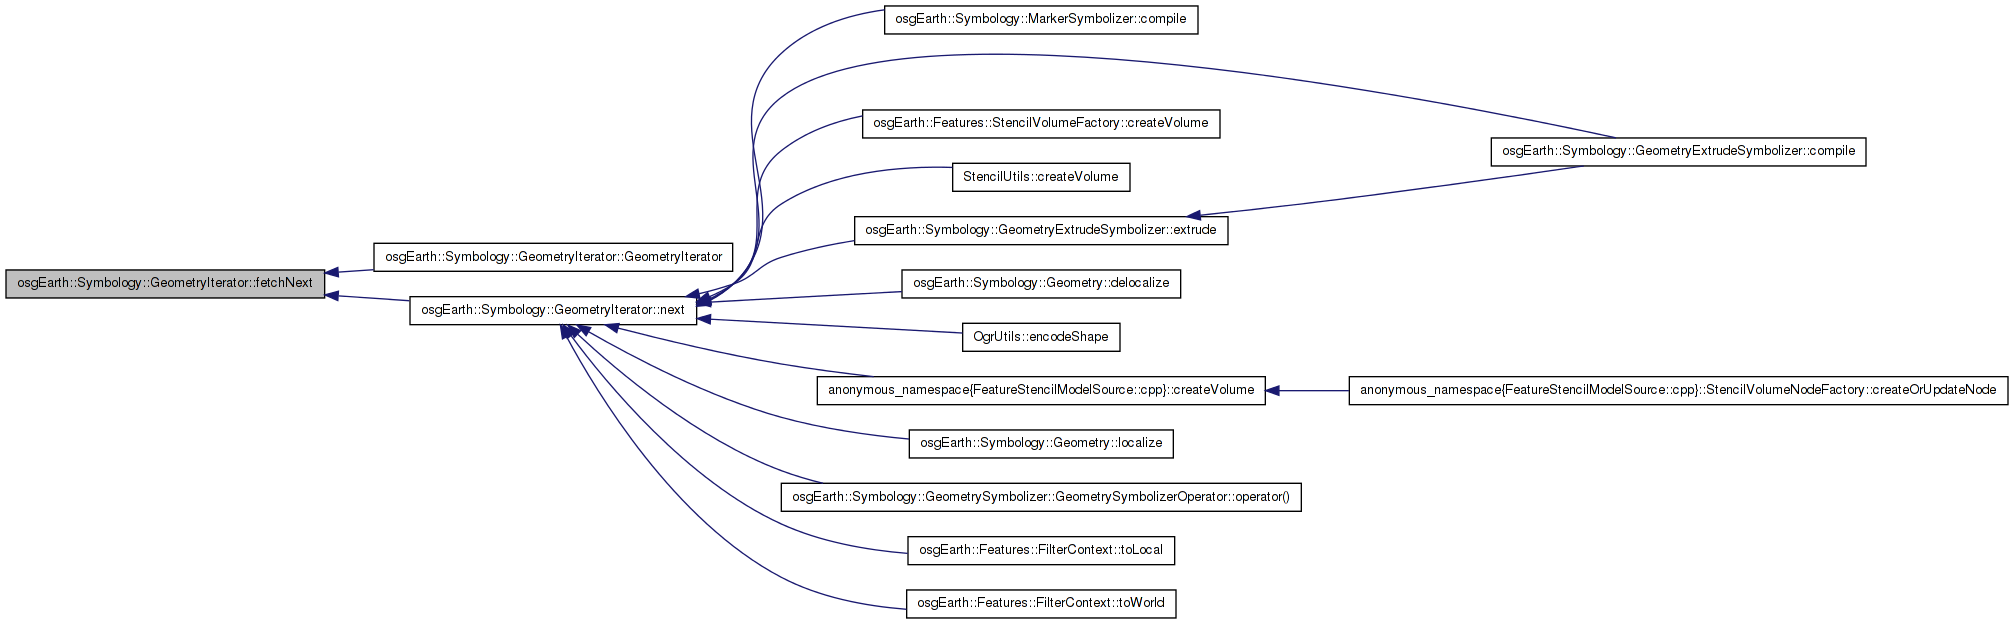 osgEarth::Symbology::MarkerSymbolizer::compile
osgEarth::Features::StencilVolumeFactory::createVolume
osgEarth::Symbology::GeometryExtrudeSymbolizer::compile
StencilUtils::createVolume
osgEarth::Symbology::GeometryExtrudeSymbolizer::extrude
osgEarth::Symbology::GeometryIterator::GeometryIterator
osgEarth::Symbology::GeometryIterator::fetchNext
osgEarth::Symbology::Geometry::delocalize
osgEarth::Symbology::GeometryIterator::next
OgrUtils::encodeShape
anonymous_namespace{FeatureStencilModelSource::cpp}::createVolume
anonymous_namespace{FeatureStencilModelSource::cpp}::StencilVolumeNodeFactory::createOrUpdateNode
osgEarth::Symbology::Geometry::localize
osgEarth::Symbology::GeometrySymbolizer::GeometrySymbolizerOperator::operator()
osgEarth::Features::FilterContext::toLocal
osgEarth::Features::FilterContext::toWorld